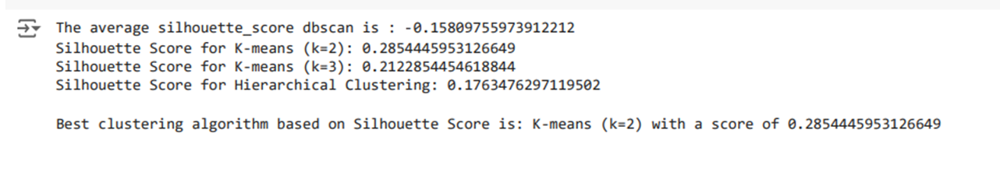 The average silhouette_score dbscan is : -0.15809755973912212
Silhouette Score for K-means (k=2): 0.2854445953126649
Silhouette Score for K-means (k=3): 0.2122854454618844
Silhouette Score for Hierarchical Clustering: 0.1763476297119502
Best clustering algorithm based on Silhouette Score is: K-means (k=2) with a score of 0.2854445953126649